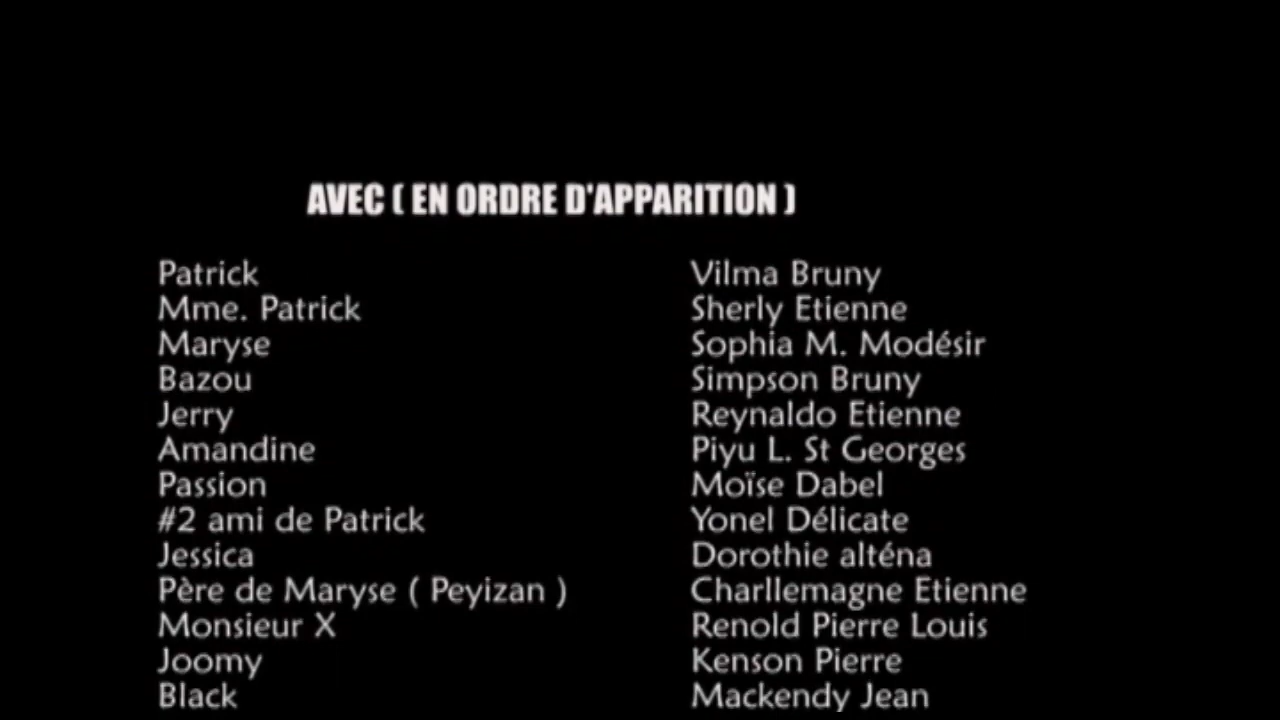 AVEC ( EN ORDRE D'APPARITION )
Patrick Vilma Bruny
Mme. Patrick Sherly Etienne
Maryse Sophia M. Modésir
Bazou Simpson Bruny
Jerry Reynaldo Etienne
Amandine Piyu L. St Georges
Passion Moïse Dabel
#2 ami de Patrick Yonel Délicate
Jessica Dorothie alténa
Père de Maryse ( Peyizan ) Charllemagne Etienne
Monsieur X Renold Pierre Louis
Joomy Kenson Pierre
Black Mackendy Jean